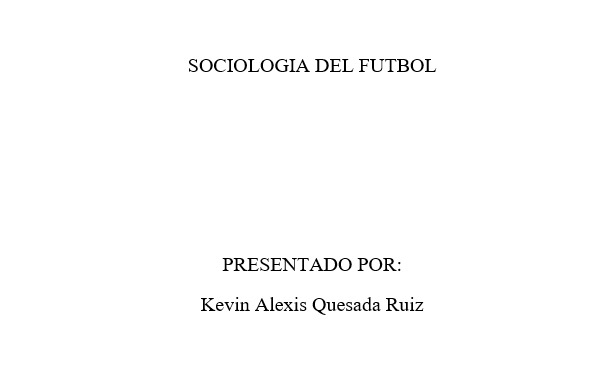 SOCIOLOGIA DEL FUTBOL
PRESENTADO POR:
Kevin Alexis Quesada Ruiz